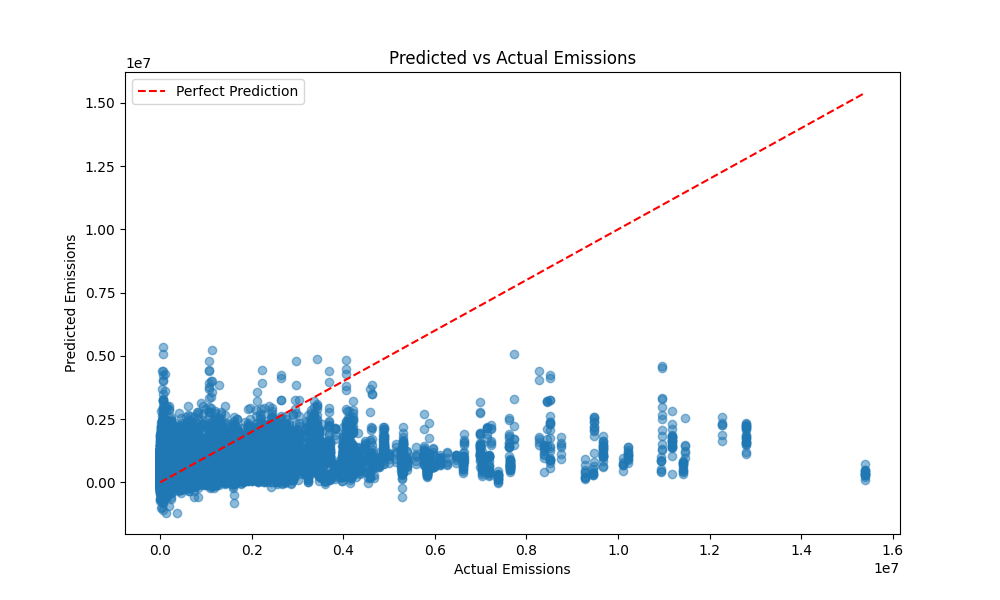 Predicted vs Actual Emissions
1e7
Perfect Prediction
1.50
1.25
1.00
0.75
0.50
0.25
0.00
Predicted Emissions
0.0 0.2 0.4 0.6 0.8 1.0 1.2 1.4 1.6
Actual Emissions
1e7